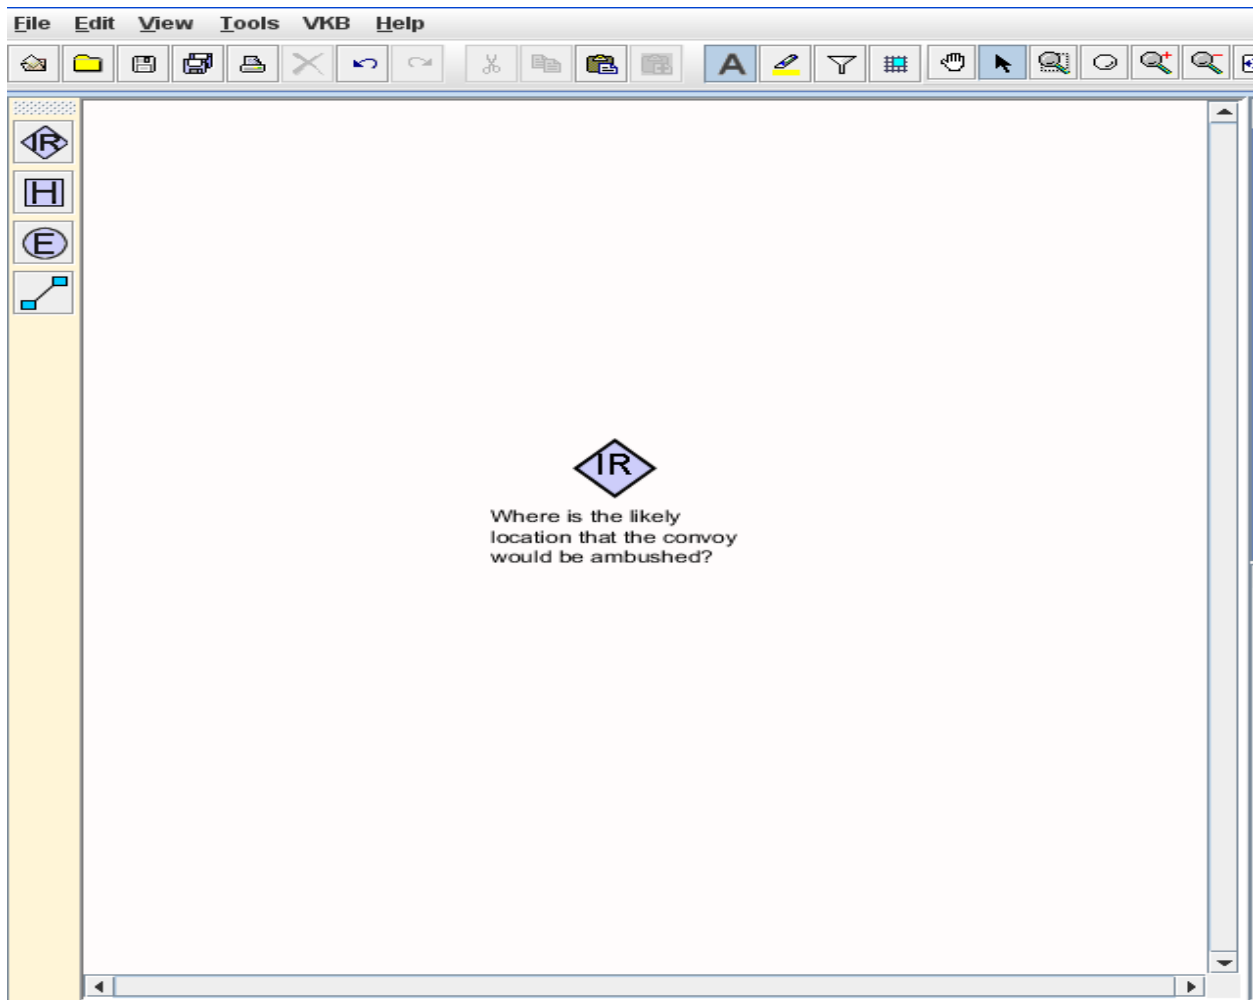 File Edit View Tools VKB Help
A
IR
H
E
IR
Where is the likely
location that the convoy
would be ambushed?